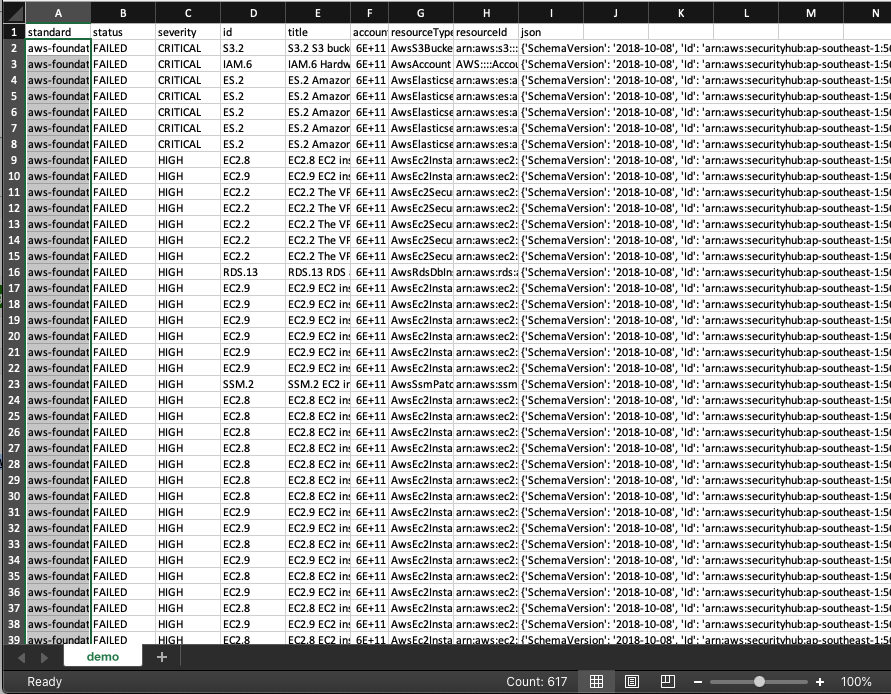 A B C D E F G H I J K L M N
1 standard status severity id title accoun resourceType resourceId json
2 aws-foundat FAILED CRITICAL S3.2 S3.2 S3 buck 6E+11 AwsS3Bucke arn:aws:s3::: {'SchemaVersion': '2018-10-08', 'Id': 'arn:aws:securityhub:ap-southeast-1:56
3 aws-foundat FAILED CRITICAL IAM.6 IAM.6 Hardw 6E+11 AwsAccount AWS::::Accou {'SchemaVersion': '2018-10-08', 'Id': 'arn:aws:securityhub:ap-southeast-1:56
4 aws-foundat FAILED CRITICAL ES.2 ES.2 Amazor 6E+11 AwsElasticse arn:aws:es:a {'SchemaVersion': '2018-10-08', 'Id': 'arn:aws:securityhub:ap-southeast-1:56
5 aws-foundat FAILED CRITICAL ES.2 ES.2 Amazor 6E+11 AwsElasticse arn:aws:es:a {'SchemaVersion': '2018-10-08', 'Id': 'arn:aws:securityhub:ap-southeast-1:56
6 aws-foundat FAILED CRITICAL ES.2 ES.2 Amazor 6E+11 AwsElasticse arn:aws:es:a {'SchemaVersion': '2018-10-08', 'Id': 'arn:aws:securityhub:ap-southeast-1:56
7 aws-foundat FAILED CRITICAL ES.2 ES.2 Amazor 6E+11 AwsElasticse arn:aws:es:a {'SchemaVersion': '2018-10-08', 'Id': 'arn:aws:securityhub:ap-southeast-1:56
8 aws-foundat FAILED CRITICAL ES.2 ES.2 Amazor 6E+11 AwsElasticse arn:aws:es:a {'SchemaVersion': '2018-10-08', 'Id': 'arn:aws:securityhub:ap-southeast-1:56
9 aws-foundat FAILED HIGH EC2.8 EC2.8 EC2 ins 6E+11 AwsEc2Insta arn:aws:ec2: {'SchemaVersion': '2018-10-08', 'Id': 'arn:aws:securityhub:ap-southeast-1:56
10 aws-foundat FAILED HIGH EC2.9 EC2.9 EC2 ins 6E+11 AwsEc2Insta arn:aws:ec2: {'SchemaVersion': '2018-10-08', 'Id': 'arn:aws:securityhub:ap-southeast-1:56
11 aws-foundat FAILED HIGH EC2.2 EC2.2 The VP 6E+11 AwsEc2Secu arn:aws:ec2: {'SchemaVersion': '2018-10-08', 'Id': 'arn:aws:securityhub:ap-southeast-1:56
12 aws-foundat FAILED HIGH EC2.2 EC2.2 The VP 6E+11 AwsEc2Secu arn:aws:ec2: {'SchemaVersion': '2018-10-08', 'Id': 'arn:aws:securityhub:ap-southeast-1:56
13 aws-foundat FAILED HIGH EC2.2 EC2.2 The VP 6E+11 AwsEc2Secu arn:aws:ec2: {'SchemaVersion': '2018-10-08', 'Id': 'arn:aws:securityhub:ap-southeast-1:56
14 aws-foundat FAILED HIGH EC2.2 EC2.2 The VP 6E+11 AwsEc2Secu arn:aws:ec2: {'SchemaVersion': '2018-10-08', 'Id': 'arn:aws:securityhub:ap-southeast-1:56
15 aws-foundat FAILED HIGH EC2.2 EC2.2 The VP 6E+11 AwsEc2Secu arn:aws:ec2: {'SchemaVersion': '2018-10-08', 'Id': 'arn:aws:securityhub:ap-southeast-1:56
16 aws-foundat FAILED HIGH RDS.13 RDS.13 RDS 6E+11 AwsRdsDbIns arn:aws:rds:a {'SchemaVersion': '2018-10-08', 'Id': 'arn:aws:securityhub:ap-southeast-1:56
17 aws-foundat FAILED HIGH EC2.9 EC2.9 EC2 ins 6E+11 AwsEc2Insta arn:aws:ec2: {'SchemaVersion': '2018-10-08', 'Id': 'arn:aws:securityhub:ap-southeast-1:56
18 aws-foundat FAILED HIGH EC2.9 EC2.9 EC2 ins 6E+11 AwsEc2Insta arn:aws:ec2: {'SchemaVersion': '2018-10-08', 'Id': 'arn:aws:securityhub:ap-southeast-1:56
19 aws-foundat FAILED HIGH EC2.9 EC2.9 EC2 ins 6E+11 AwsEc2Insta arn:aws:ec2: {'SchemaVersion': '2018-10-08', 'Id': 'arn:aws:securityhub:ap-southeast-1:56
20 aws-foundat FAILED HIGH EC2.9 EC2.9 EC2 ins 6E+11 AwsEc2Insta arn:aws:ec2: {'SchemaVersion': '2018-10-08', 'Id': 'arn:aws:securityhub:ap-southeast-1:56
21 aws-foundat FAILED HIGH EC2.9 EC2.9 EC2 ins 6E+11 AwsEc2Insta arn:aws:ec2: {'SchemaVersion': '2018-10-08', 'Id': 'arn:aws:securityhub:ap-southeast-1:56
22 aws-foundat FAILED HIGH EC2.9 EC2.9 EC2 ins 6E+11 AwsEc2Insta arn:aws:ec2: {'SchemaVersion': '2018-10-08', 'Id': 'arn:aws:securityhub:ap-southeast-1:56
23 aws-foundat FAILED HIGH SSM.2 SSM.2 EC2 ir 6E+11 AwsSsmPatc arn:aws:ssm {'SchemaVersion': '2018-10-08', 'Id': 'arn:aws:securityhub:ap-southeast-1:56
24 aws-foundat FAILED HIGH EC2.8 EC2.8 EC2 ins 6E+11 AwsEc2Insta arn:aws:ec2: {'SchemaVersion': '2018-10-08', 'Id': 'arn:aws:securityhub:ap-southeast-1:56
25 aws-foundat FAILED HIGH EC2.8 EC2.8 EC2 ins 6E+11 AwsEc2Insta arn:aws:ec2: {'SchemaVersion': '2018-10-08', 'Id': 'arn:aws:securityhub:ap-southeast-1:56
26 aws-foundat FAILED HIGH EC2.8 EC2.8 EC2 ins 6E+11 AwsEc2Insta arn:aws:ec2: {'SchemaVersion': '2018-10-08', 'Id': 'arn:aws:securityhub:ap-southeast-1:56
27 aws-foundat FAILED HIGH EC2.8 EC2.8 EC2 ins 6E+11 AwsEc2Insta arn:aws:ec2: {'SchemaVersion': '2018-10-08', 'Id': 'arn:aws:securityhub:ap-southeast-1:56
28 aws-foundat FAILED HIGH EC2.8 EC2.8 EC2 ins 6E+11 AwsEc2Insta arn:aws:ec2: {'SchemaVersion': '2018-10-08', 'Id': 'arn:aws:securityhub:ap-southeast-1:56
29 aws-foundat FAILED HIGH EC2.8 EC2.8 EC2 ins 6E+11 AwsEc2Insta arn:aws:ec2: {'SchemaVersion': '2018-10-08', 'Id': 'arn:aws:securityhub:ap-southeast-1:56
30 aws-foundat FAILED HIGH EC2.8 EC2.8 EC2 ins 6E+11 AwsEc2Insta arn:aws:ec2: {'SchemaVersion': '2018-10-08', 'Id': 'arn:aws:securityhub:ap-southeast-1:56
31 aws-foundat FAILED HIGH EC2.9 EC2.9 EC2 ins 6E+11 AwsEc2Insta arn:aws:ec2: {'SchemaVersion': '2018-10-08', 'Id': 'arn:aws:securityhub:ap-southeast-1:56
32 aws-foundat FAILED HIGH EC2.9 EC2.9 EC2 ins 6E+11 AwsEc2Insta arn:aws:ec2: {'SchemaVersion': '2018-10-08', 'Id': 'arn:aws:securityhub:ap-southeast-1:56
33 aws-foundat FAILED HIGH EC2.8 EC2.8 EC2 ins 6E+11 AwsEc2Insta arn:aws:ec2: {'SchemaVersion': '2018-10-08', 'Id': 'arn:aws:securityhub:ap-southeast-1:56
34 aws-foundat FAILED HIGH EC2.9 EC2.9 EC2 ins 6E+11 AwsEc2Insta arn:aws:ec2: {'SchemaVersion': '2018-10-08', 'Id': 'arn:aws:securityhub:ap-southeast-1:56
35 aws-foundat FAILED HIGH EC2.8 EC2.8 EC2 ins 6E+11 AwsEc2Insta arn:aws:ec2: {'SchemaVersion': '2018-10-08', 'Id': 'arn:aws:securityhub:ap-southeast-1:56
36 aws-foundat FAILED HIGH EC2.9 EC2.9 EC2 ins 6E+11 AwsEc2Insta arn:aws:ec2: {'SchemaVersion': '2018-10-08', 'Id': 'arn:aws:securityhub:ap-southeast-1:56
37 aws-foundat FAILED HIGH EC2.8 EC2.8 EC2 ins 6E+11 AwsEc2Insta arn:aws:ec2: {'SchemaVersion': '2018-10-08', 'Id': 'arn:aws:securityhub:ap-southeast-1:56
38 aws-foundat FAILED HIGH EC2.9 EC2.9 EC2 ins 6E+11 AwsEc2Insta arn:aws:ec2: {'SchemaVersion': '2018-10-08', 'Id': 'arn:aws:securityhub:ap-southeast-1:56
39 aws-foundat FAILED HIGH EC2.8 EC2.8 EC2 ins 6E+11 AwsEc2Insta arn:aws:ec2: {'SchemaVersion': '2018-10-08', 'Id': 'arn:aws:securityhub:ap-southeast-1:56
demo +
Ready Count: 617 100%